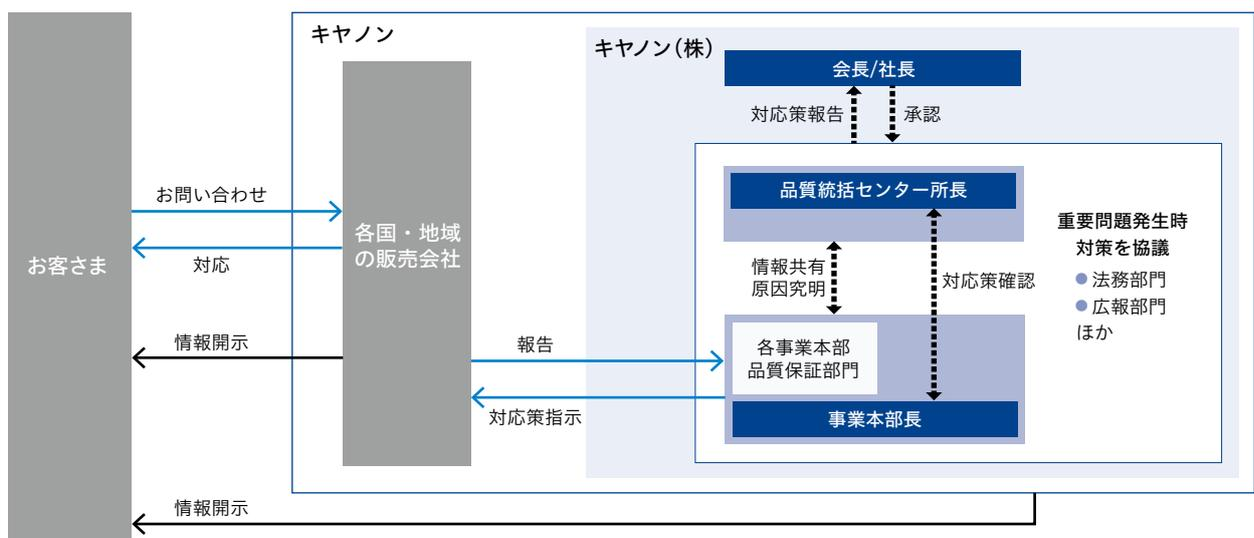 キヤノン
キヤノン（株）
会長/社長
対応策報告
承認
お客さま
お問い合わせ
対応
情報開示
各国・地域
の販売会社
報告
対応策指示
品質統括センター所長
情報共有
原因究明
対応策確認
各事業本部
品質保証部門
事業本部長
重要問題発生時
対策を協議
●法務部門
●広報部門
ほか
情報開示